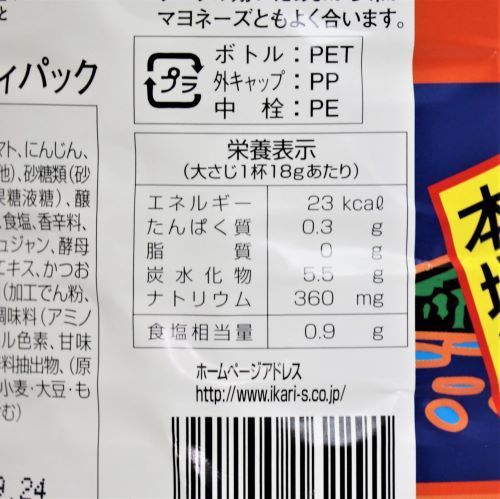 マヨネーズともよく合います。
ィパック
プラ
ボトル：PET
外キャップ：PP
中栓：PE
マト、にんじん、
他)、砂糖類(砂
果糖液糖)、醸
、食塩、香辛料、
ュジャン、酵母
エキス、かつお
(加工でん粉、
調味料(アミノ
ル色素、甘味
料抽出物、(原
小麦・大豆・も
含む)
栄養表示
(大さじ1杯18gあたり)
エネルギー 23 kcal
たんぱく質 0.3 g
脂質 0 g
炭水化物 5.5 g
ナトリウム 360 mg
食塩相当量 0.9 g
ホームページアドレス
http://www.ikari-s.co.jp/
9.24
本場